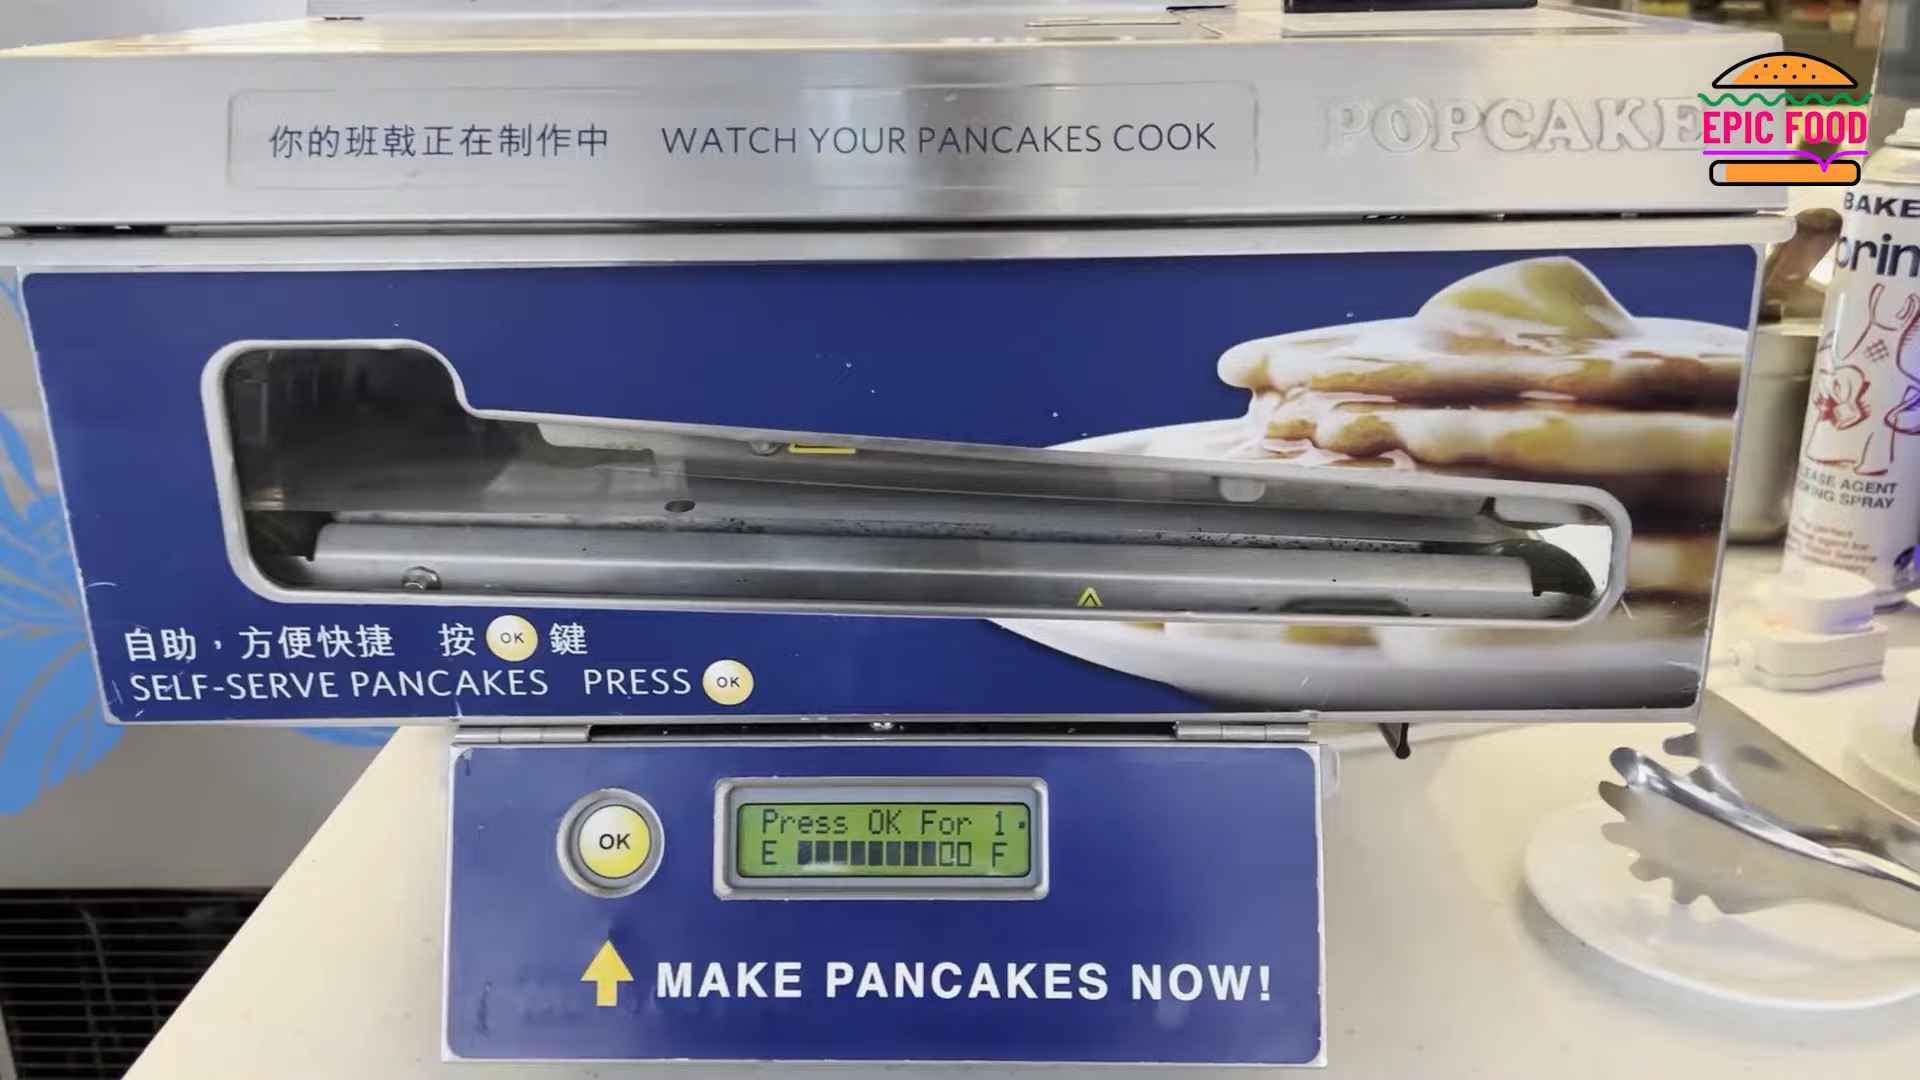 你的班戟正在制作中 WATCH YOUR PANCAKES COOK
POPCAKE
EPIC FOOD
BAKE
自助，方便快捷 按 OK 鍵
SELF-SERVE PANCAKES PRESS OK
OK
Press OK For 1
E F
MAKE PANCAKES NOW!
AGENT
SPRAY